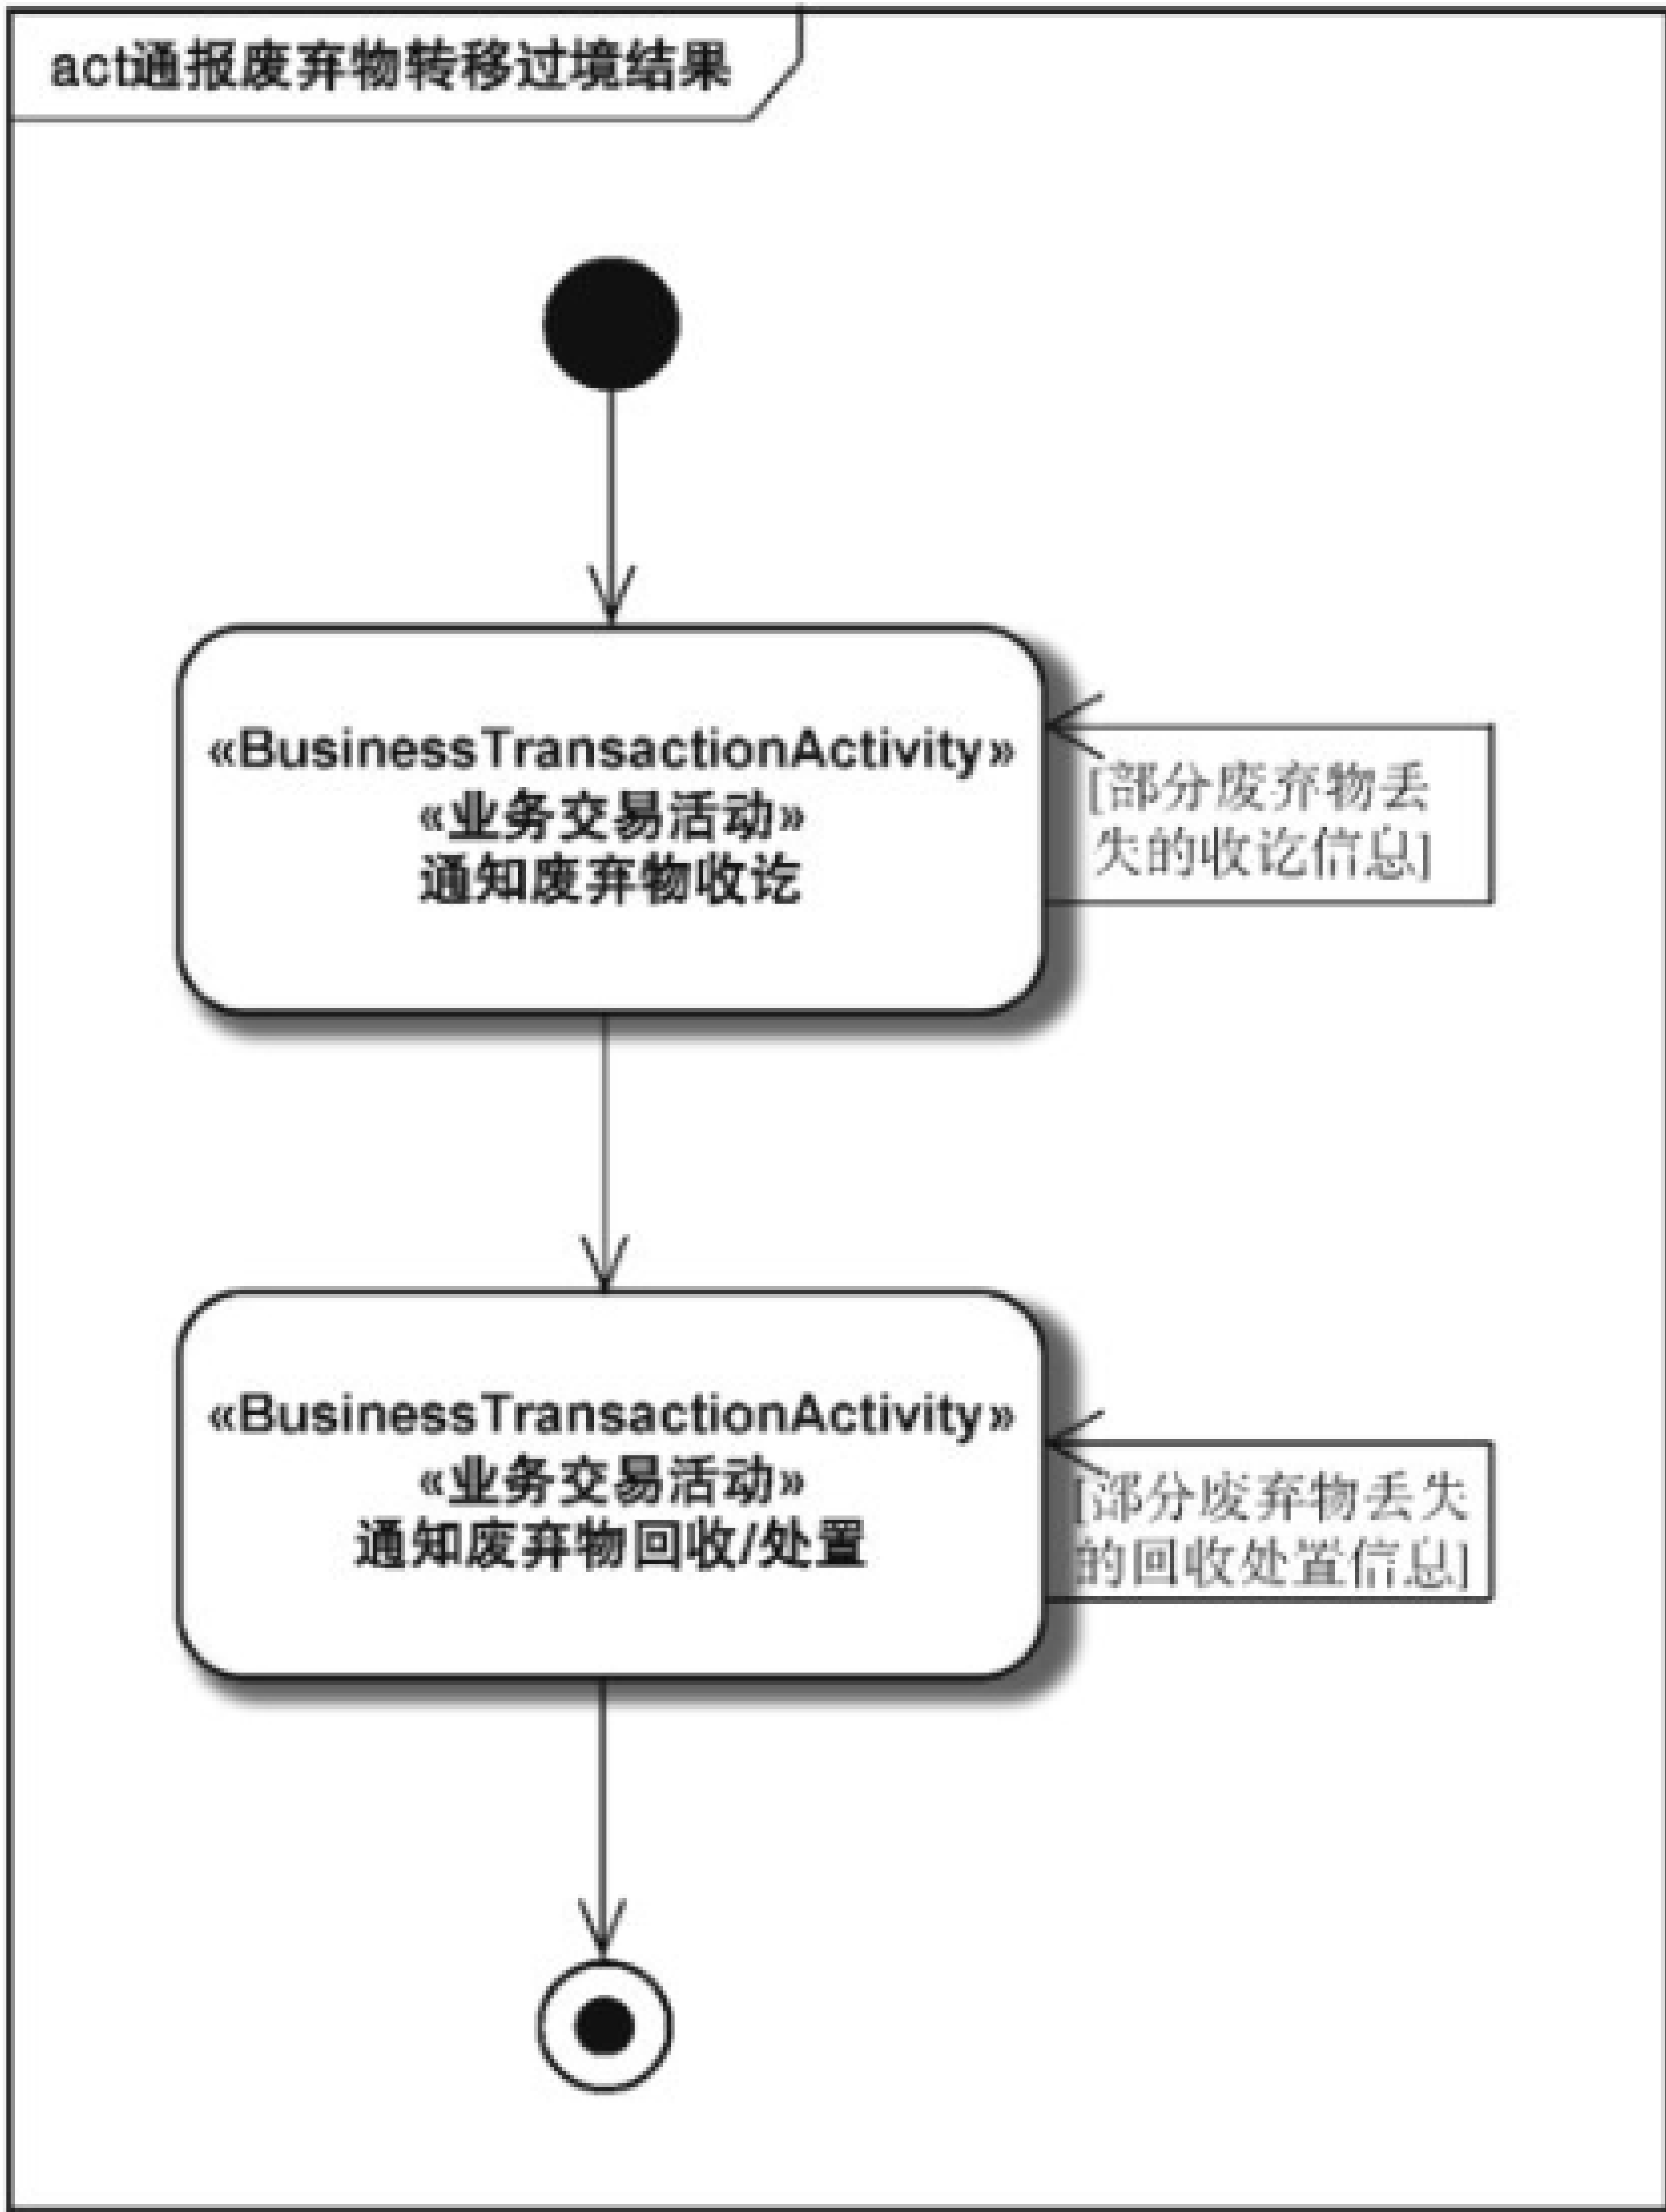 act通报废弃物转移过境结果
«BusinessTransactionActivity»
«业务交易活动»
通知废弃物收讫
[部分废弃物丢
失的收讫信息]
«BusinessTransactionActivity»
«业务交易活动»
通知废弃物回收/处置
[部分废弃物丢失
的回收处置信息]